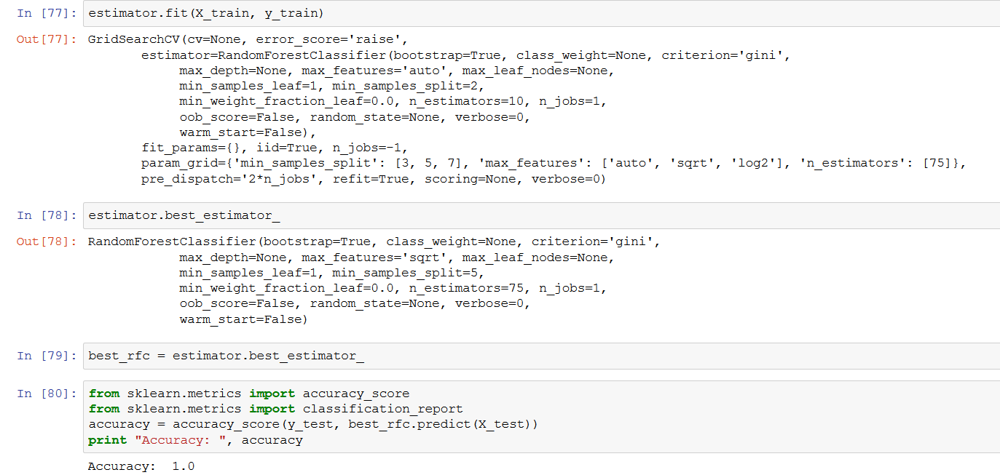 In [77]: estimator.fit(X_train, y_train)
Out[77]: GridSearchCV(cv=None, error_score='raise',
estimator=RandomForestClassifier(bootstrap=True, class_weight=None, criterion='gini',
max_depth=None, max_features='auto', max_leaf_nodes=None,
min_samples_leaf=1, min_samples_split=2,
min_weight_fraction_leaf=0.0, n_estimators=10, n_jobs=1,
oob_score=False, random_state=None, verbose=0,
warm_start=False),
fit_params={}, iid=True, n_jobs=-1,
param_grid={'min_samples_split': [3, 5, 7], 'max_features': ['auto', 'sqrt', 'log2'], 'n_estimators': [75]},
pre_dispatch='2*n_jobs', refit=True, scoring=None, verbose=0)
In [78]: estimator.best_estimator_
Out[78]: RandomForestClassifier(bootstrap=True, class_weight=None, criterion='gini',
max_depth=None, max_features='sqrt', max_leaf_nodes=None,
min_samples_leaf=1, min_samples_split=5,
min_weight_fraction_leaf=0.0, n_estimators=75, n_jobs=1,
oob_score=False, random_state=None, verbose=0,
warm_start=False)
In [79]: best_rfc = estimator.best_estimator_
In [80]: from sklearn.metrics import accuracy_score
from sklearn.metrics import classification_report
accuracy = accuracy_score(y_test, best_rfc.predict(X_test))
print "Accuracy: ", accuracy
Accuracy:  1.0